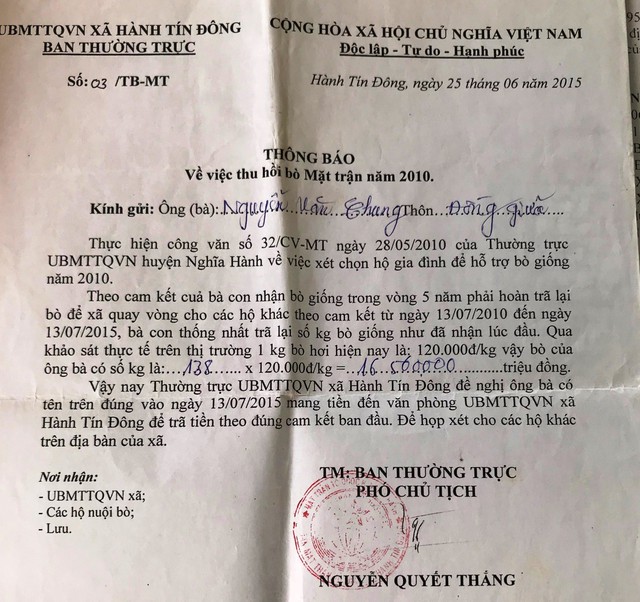 UBMTTQVN XÃ HÀNH TÍN ĐÔNG
BAN THƯỜNG TRỰC
Số: 03 /TB-MT
CỘNG HÒA XÃ HỘI CHỦ NGHĨA VIỆT NAM
Độc lập - Tự do - Hạnh phúc
Hành Tín Đông, ngày 25 tháng 06 năm 2015
THÔNG BÁO
Về việc thu hồi bò Mặt trận năm 2010.
Kính gửi: Ông (bà): Nguyễn Văn Chung Thôn Đồng Giữa
Thực hiện công văn số 32/CV-MT ngày 28/05/2010 của Thường trực
UBMTTQVN huyện Nghĩa Hành về việc xét chọn hộ gia đình để hỗ trợ bò giống
năm 2010.
Theo cam kết cuả bà con nhận bò giống trong vòng 5 năm phải hoàn trả lại
bò để xã quay vòng cho các hộ khác theo cam kết từ ngày 13/07/2010 đến ngày
13/07/2015, bà con thống nhất trả lại số kg bò giống như đã nhận lúc đầu. Qua
khảo sát thực tế trên thị trường 1 kg bò hơi hiện nay là; 120.000đ/kg vậy bò của
ông bà có số kg là:...138...... x 120.000đ/kg =...16.500000...........triệu đồng.
Vậy nay Thường trực UBMTTQVN xã Hành Tín Đông đề nghị ông bà có
tên trên đúng vào ngày 13/07/2015 mang tiền đến văn phòng UBMTTQVN xã
Hành Tín Đông để trả tiền theo đúng cam kết ban đầu. Để họp xét cho các hộ khác
trên địa bàn của xã.
Nơi nhận:
- UBMTTQVN xã;
- Các hộ nuôi bò;
- Lưu.
TM: BAN THƯỜNG TRỰC
PHÓ CHỦ TỊCH
NGUYỄN QUYẾT THẮNG